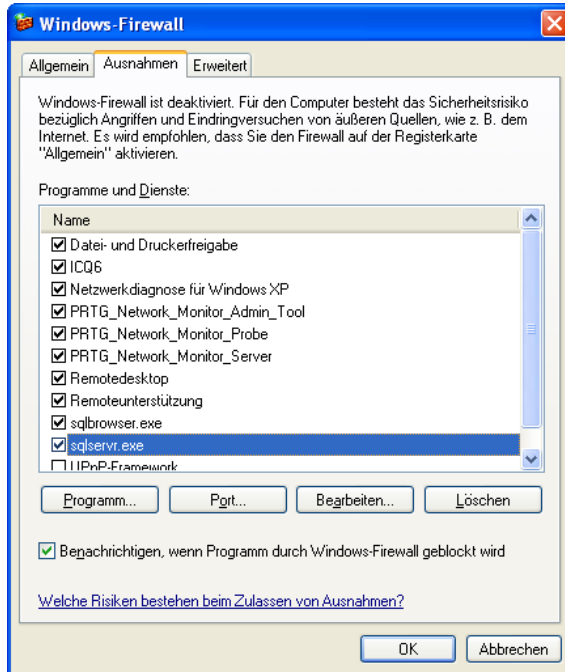 Windows-Firewall
Allgemein Ausnahmen Erweitert
Windows-Firewall ist deaktiviert. Für den Computer besteht das Sicherheitsrisiko
bezüglich Angriffen und Eindringversuchen von äußeren Quellen, wie z. B. dem
Internet. Es wird empfohlen, dass Sie den Firewall auf der Registerkarte
"Allgemein" aktivieren.
Programme und Dienste:
Name
Datei- und Druckerfreigabe
ICQ6
Netzwerkdiagnose für Windows XP
PRTG_Network_Monitor_Admin_Tool
PRTG_Network_Monitor_Probe
PRTG_Network_Monitor_Server
Remotedesktop
Remoteunterstützung
sqlbrowser.exe
sqlservr.exe
UPnP-Framework
Programm... Port... Bearbeiten... Löschen
Benachrichtigen, wenn Programm durch Windows-Firewall geblockt wird
Welche Risiken bestehen beim Zulassen von Ausnahmen?
OK Abbrechen